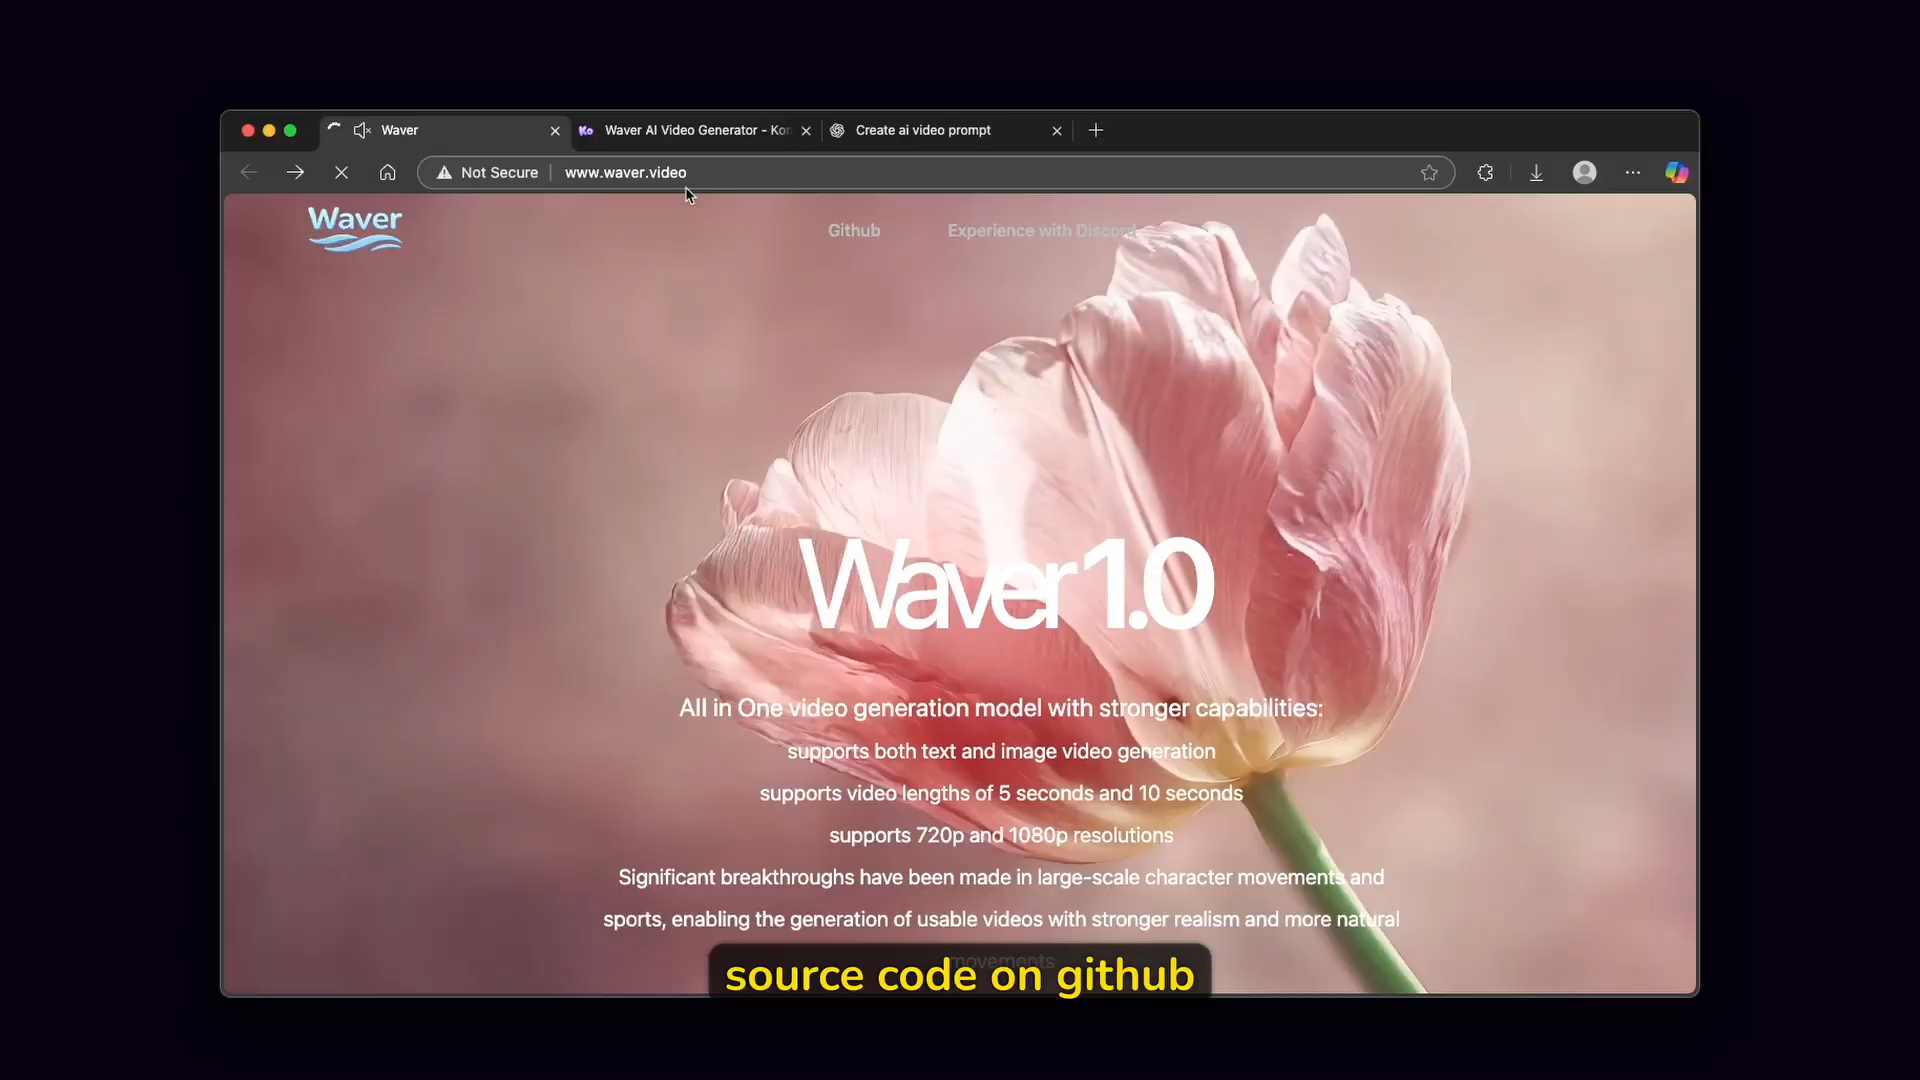 Waver
Waver AI Video Generator - Kon
Create ai video prompt
Not Secure
www.waver.video
Waver
Github
Experience with Discord
Waver 1.0
All in One video generation model with stronger capabilities:
supports both text and image video generation
supports video lengths of 5 seconds and 10 seconds
supports 720p and 1080p resolutions
Significant breakthroughs have been made in large-scale character movements and
sports, enabling the generation of usable videos with stronger realism and more natural
movements
source code on github